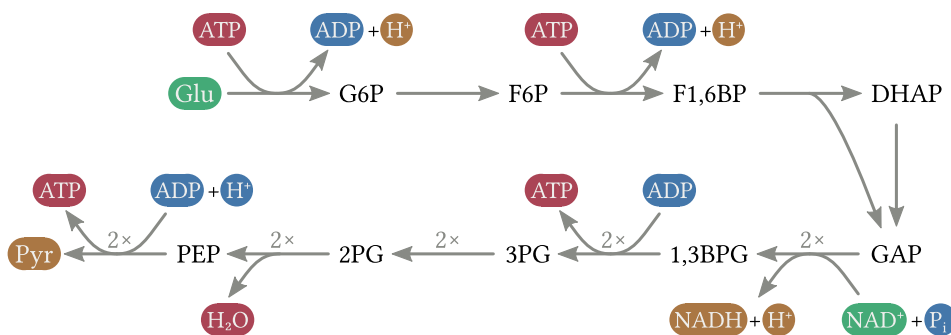 ATP ADP + H⁺ ATP ADP + H⁺
Glu G6P F6P F1,6BP DHAP
ATP ADP + H⁺ ATP ADP
2× 2× 2× 2× 2×
Pyr PEP 2PG 3PG 1,3BPG GAP
H₂O NADH + H⁺ NAD⁺ + Pᵢ